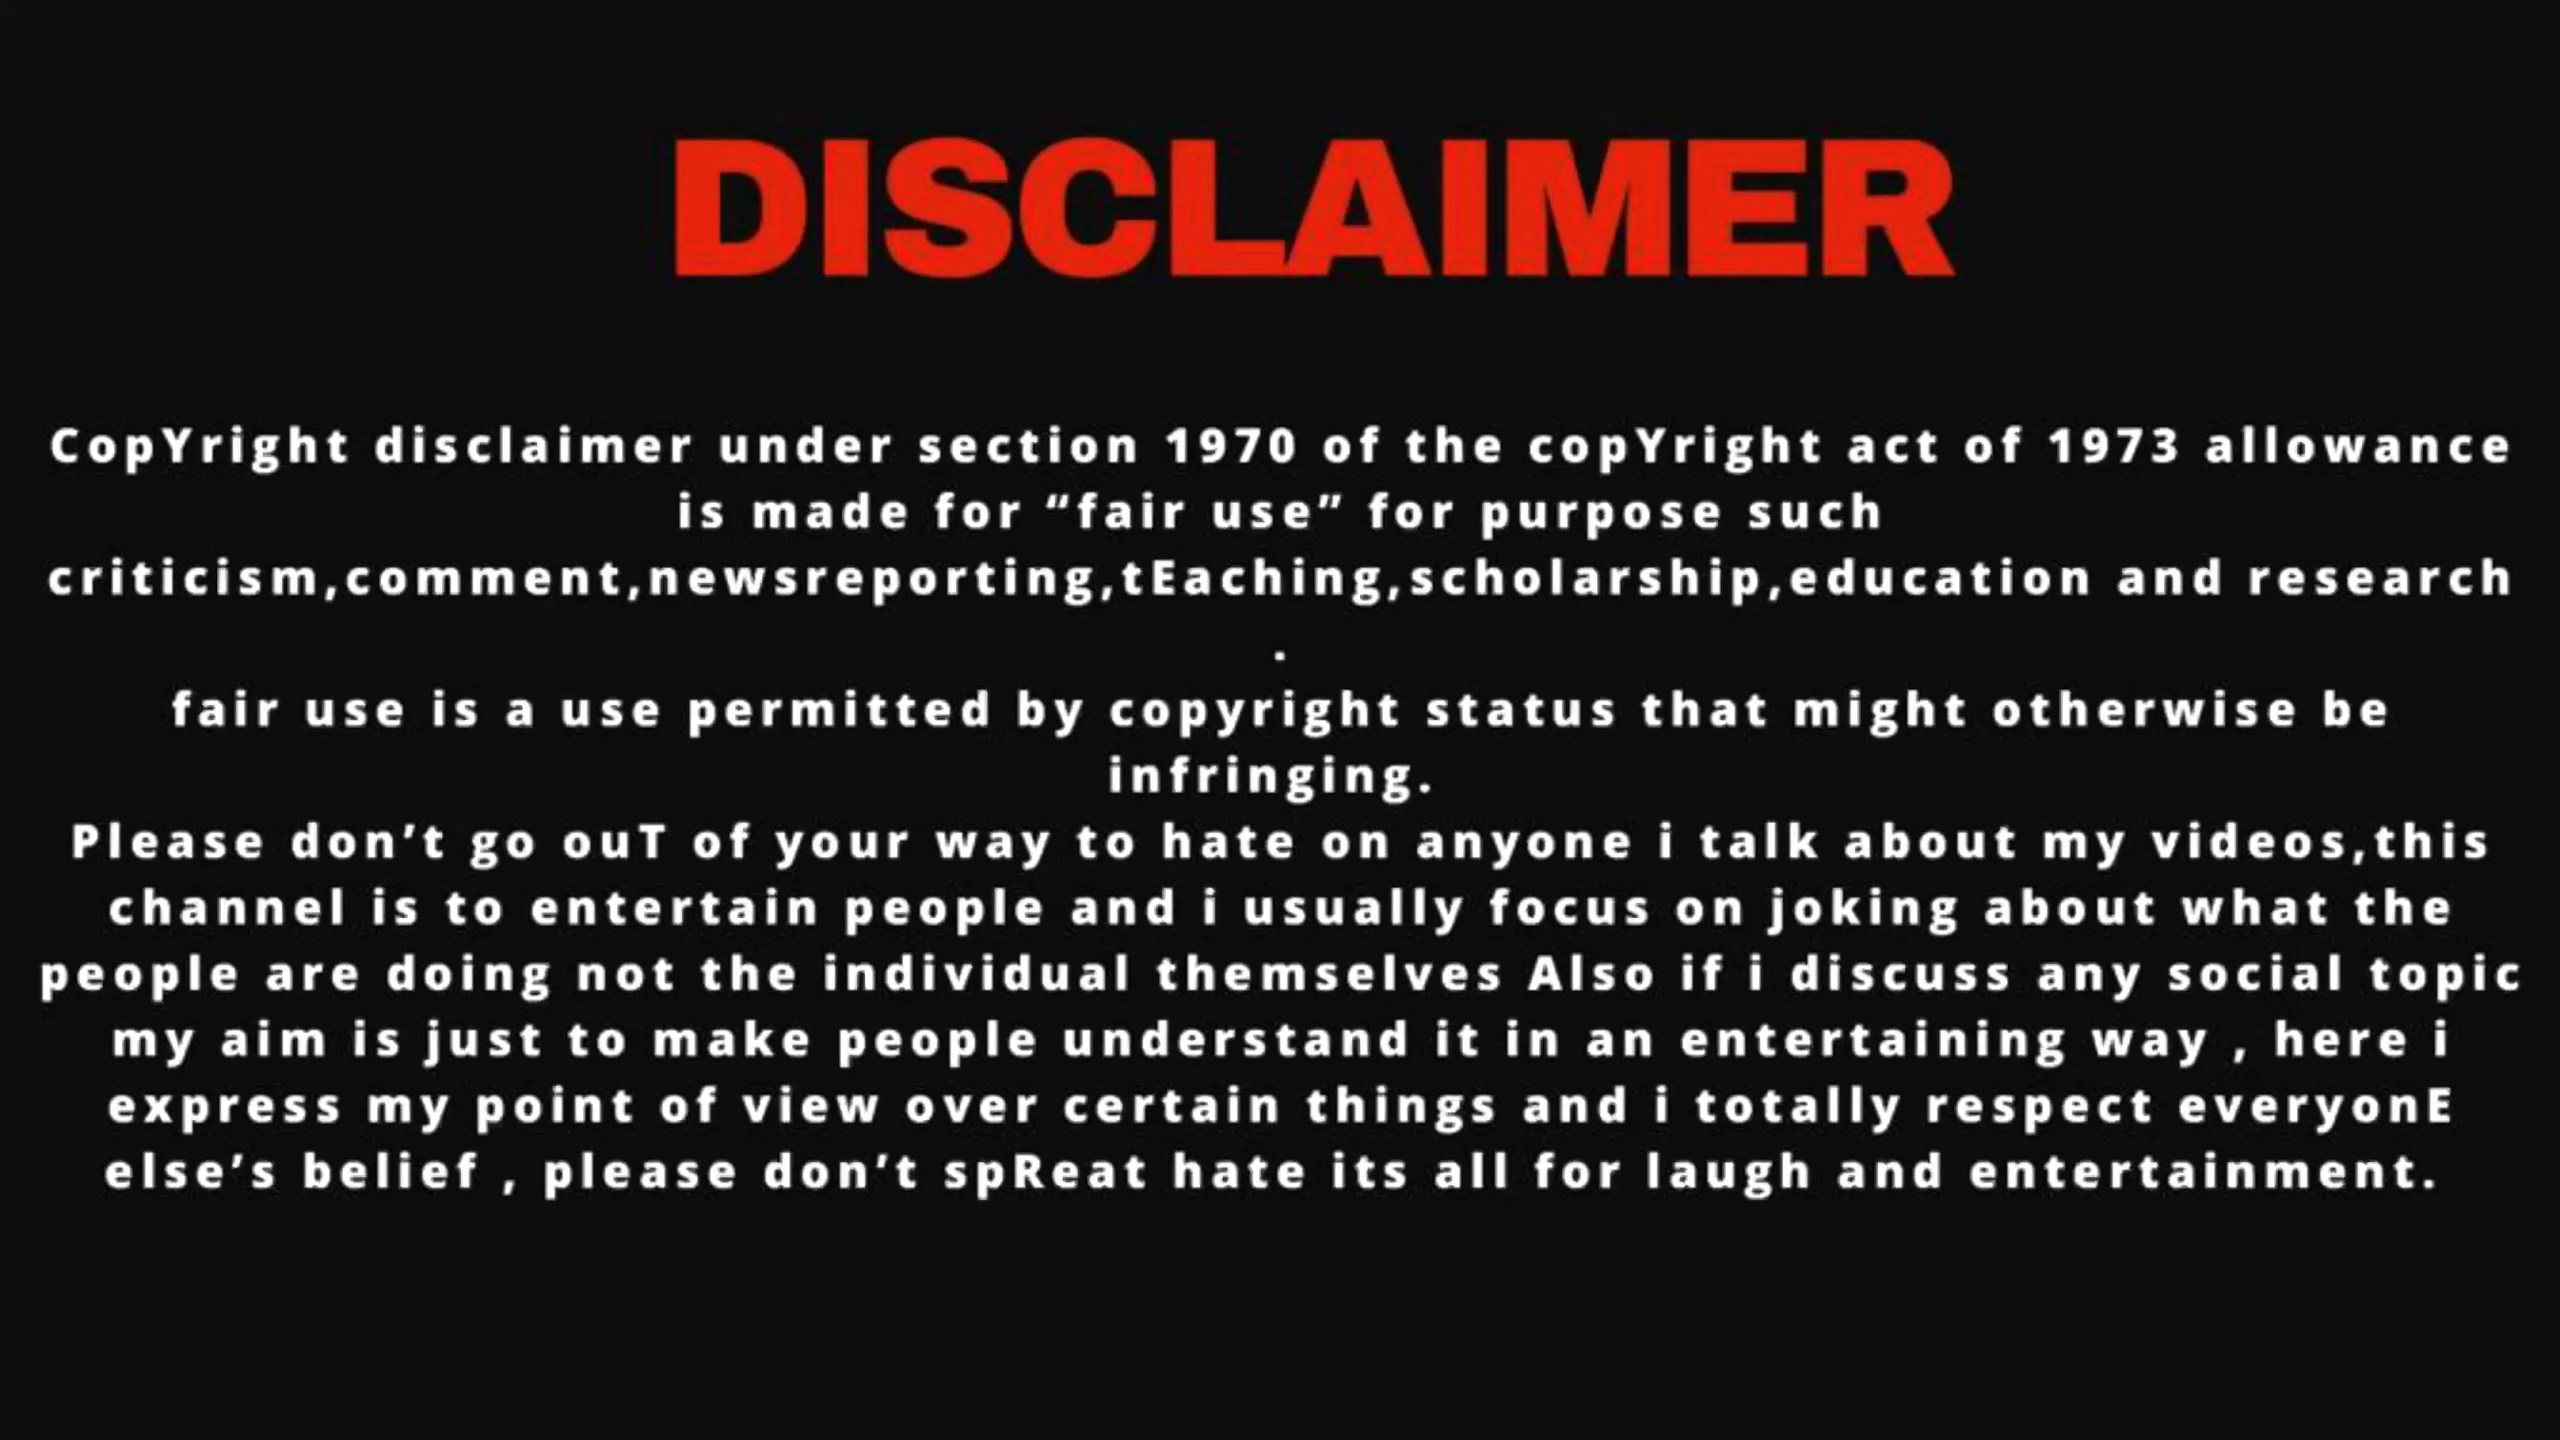 DISCLAIMER
CopYright disclaimer under section 1970 of the copYright act of 1973 allowance
is made for “fair use” for purpose such
criticism,comment,newsreporting,tEaching,scholarship,education and research
.
fair use is a use permitted by copyright status that might otherwise be
infringing.
Please don’t go ouT of your way to hate on anyone i talk about my videos,this
channel is to entertain people and i usually focus on joking about what the
people are doing not the individual themselves Also if i discuss any social topic
my aim is just to make people understand it in an entertaining way , here i
express my point of view over certain things and i totally respect everyonE
else’s belief , please don’t spReat hate its all for laugh and entertainment.